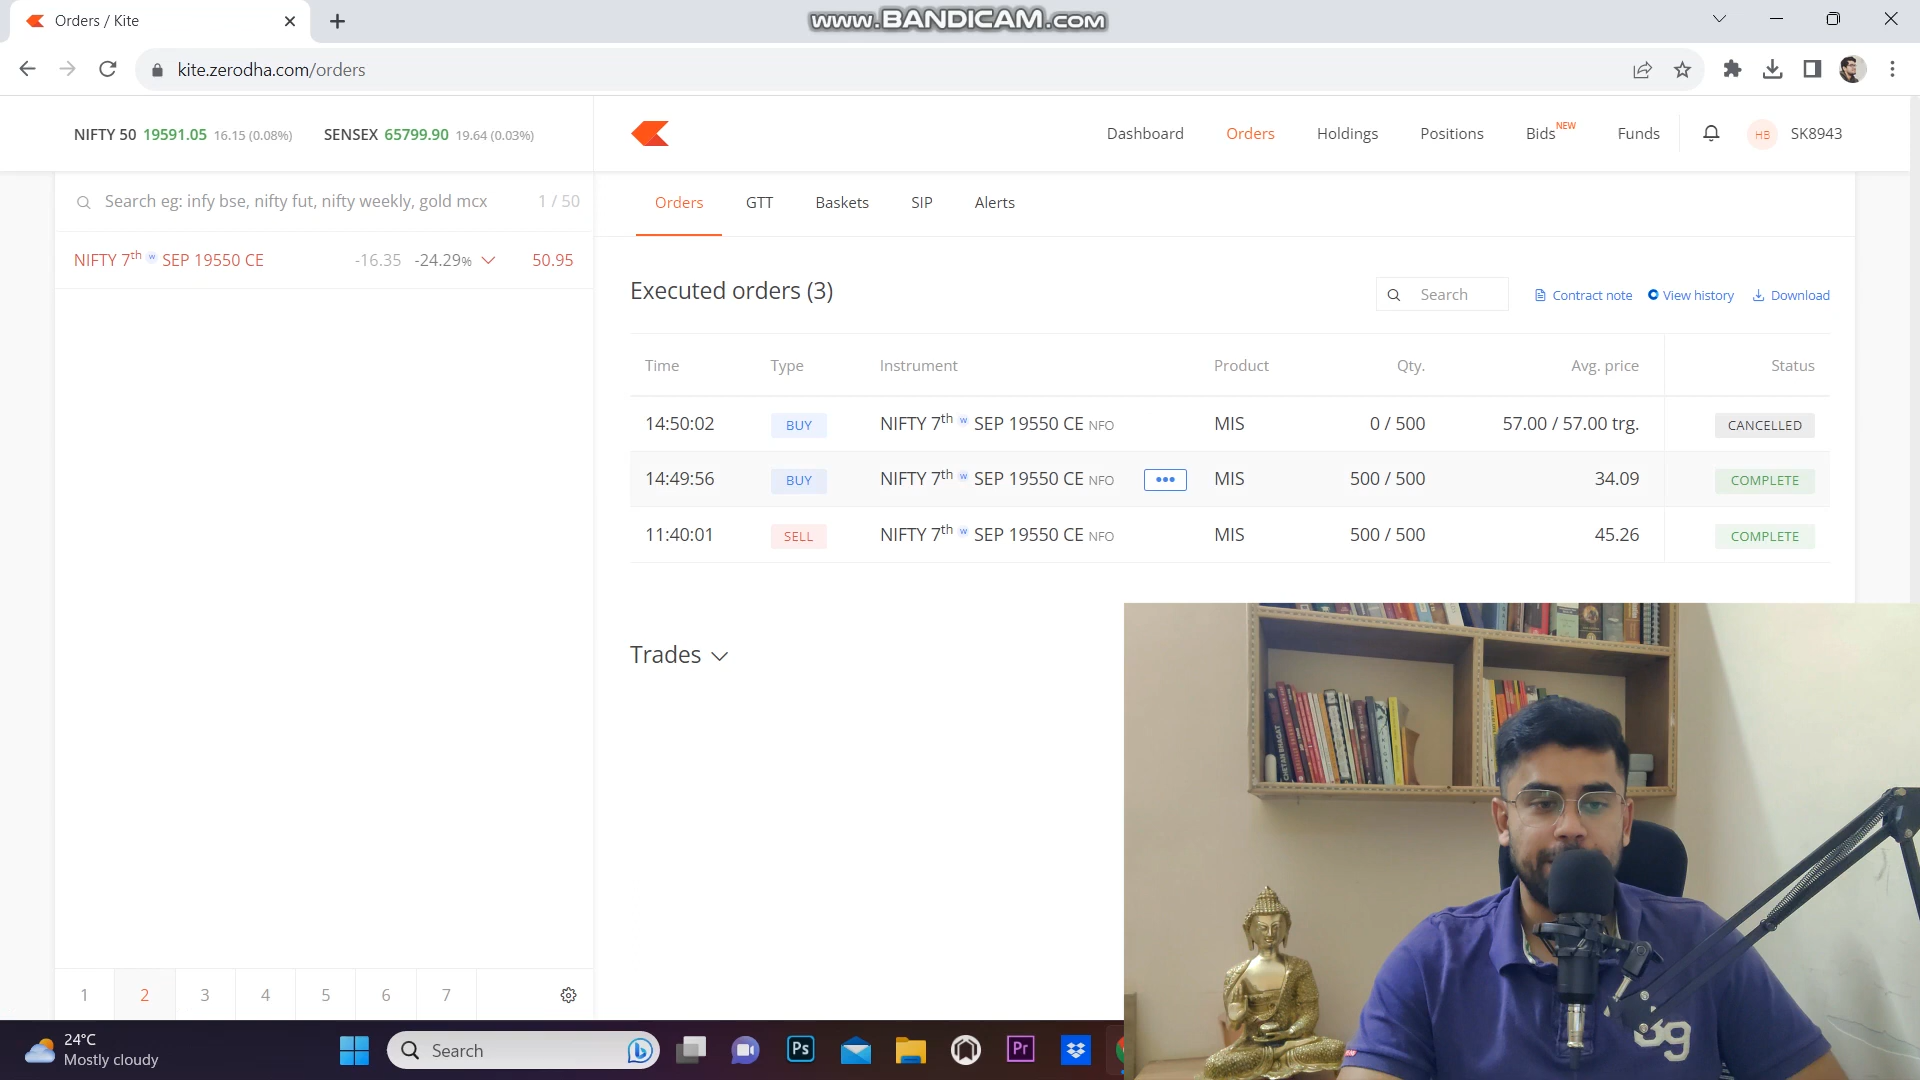 Orders / Kite
www.BANDICAM.com
kite.zerodha.com/orders
NIFTY 50 19591.05 16.15 (0.08%) SENSEX 65799.90 19.64 (0.03%)
Dashboard Orders Holdings Positions Bids NEW Funds HB SK8943
Search eg: infy bse, nifty fut, nifty weekly, gold mcx 1 / 50
Orders GTT Baskets SIP Alerts
NIFTY 7th w SEP 19550 CE -16.35 -24.29% 50.95
Executed orders (3) Search Contract note View history Download
Time Type Instrument Product Qty. Avg. price Status
14:50:02 BUY NIFTY 7th w SEP 19550 CE NFO MIS 0 / 500 57.00 / 57.00 trg. CANCELLED
14:49:56 BUY NIFTY 7th w SEP 19550 CE NFO ••• MIS 500 / 500 34.09 COMPLETE
11:40:01 SELL NIFTY 7th w SEP 19550 CE NFO MIS 500 / 500 45.26 COMPLETE
Trades
CHETAN BHAGAT
39
1 2 3 4 5 6 7
24°C
Mostly cloudy
Search
Ps
Pr